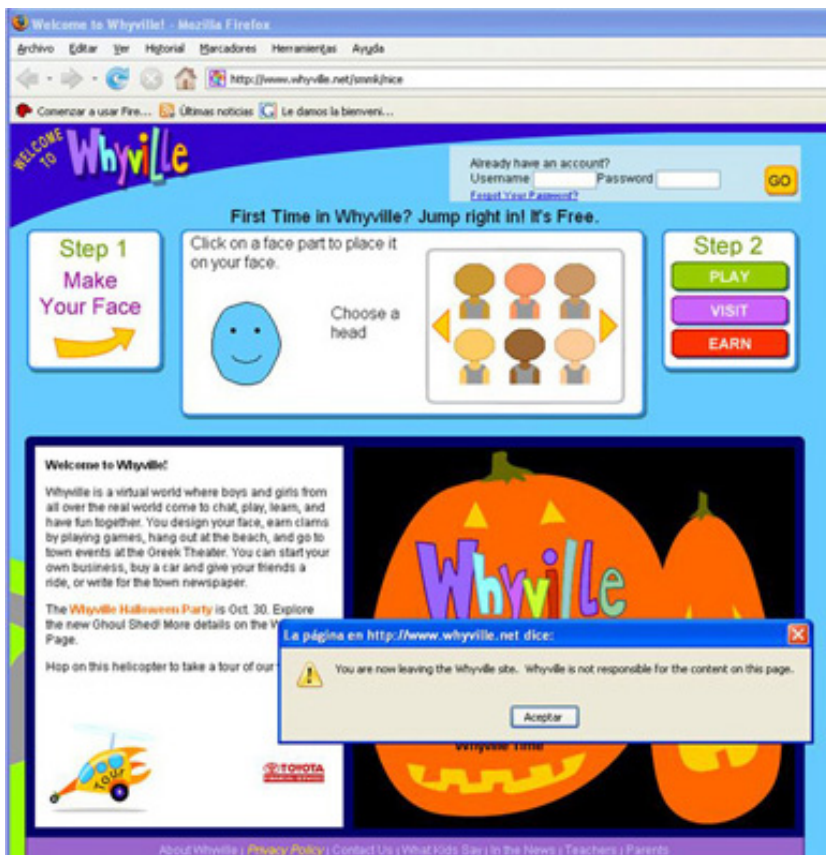 Welcome to Whyville! - Mozilla Firefox
Archivo Editar Ver Historial Marcadores Herramientas Ayuda
http://www.whyville.net/smmk/nice
Comenzar a usar Fire... Últimas noticias Le damos la bienveni...
WELCOME TO Whyville
Already have an account?
Username Password GO
Forgot Your Password?
First Time in Whyville? Jump right in! It's Free.
Step 1
Make
Your Face
Click on a face part to place it
on your face.
Choose a
head
Step 2
PLAY
VISIT
EARN
Welcome to Whyville!
Whyville is a virtual world where boys and girls from
all over the real world come to chat, play, learn, and
have fun together. You design your face, earn clams
by playing games, hang out at the beach, and go to
town events at the Greek Theater. You can start your
own business, buy a car and give your friends a
ride, or write for the town newspaper.
The Whyville Halloween Party is Oct. 30. Explore
the new Ghoul Shed! More details on the W
Page.
Hop on this helicopter to take a tour of our
Whyville
La página en http://www.whyville.net dice:
You are now leaving the Whyville site. Whyville is not responsible for the content on this page.
Aceptar
Whyville Time
TOUR
TOYOTA
About Whyville | Privacy Policy | Contact Us | What Kids Say | In the News | Teachers | Parents